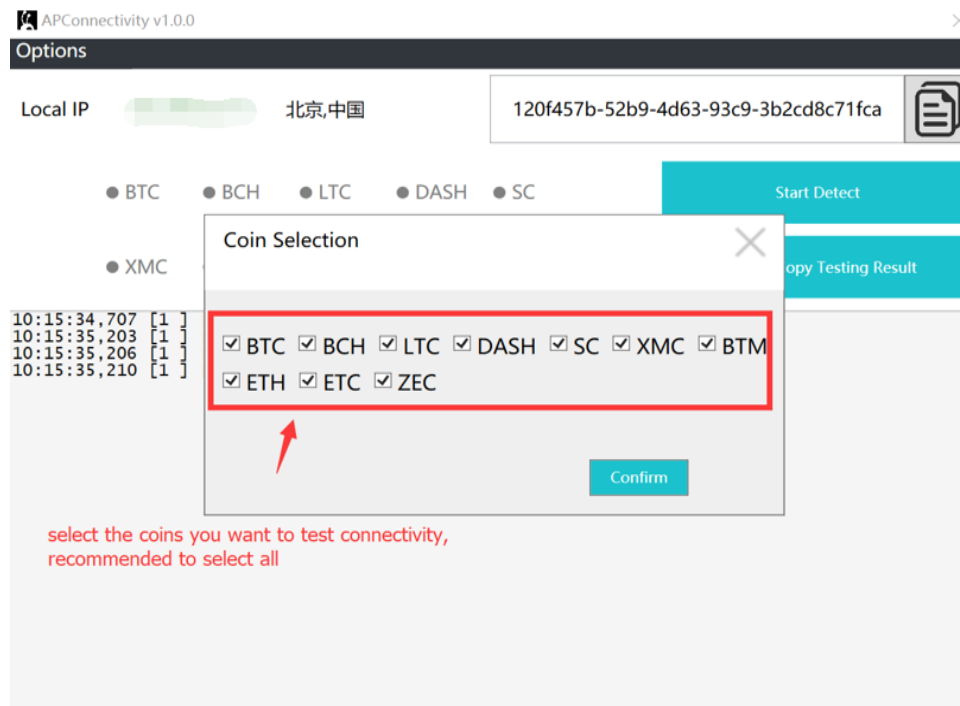 APConnectivity v1.0.0
Options
Local IP
北京,中国
120f457b-52b9-4d63-93c9-3b2cd8c71fca
BTC BCH LTC DASH SC
Start Detect
XMC
opy Testing Result
Coin Selection
10:15:34,707 [1 ]
10:15:35,203 [1 ]
10:15:35,206 [1 ]
10:15:35,210 [1 ]
BTC BCH LTC DASH SC XMC BTM
ETH ETC ZEC
Confirm
select the coins you want to test connectivity,
recommended to select all